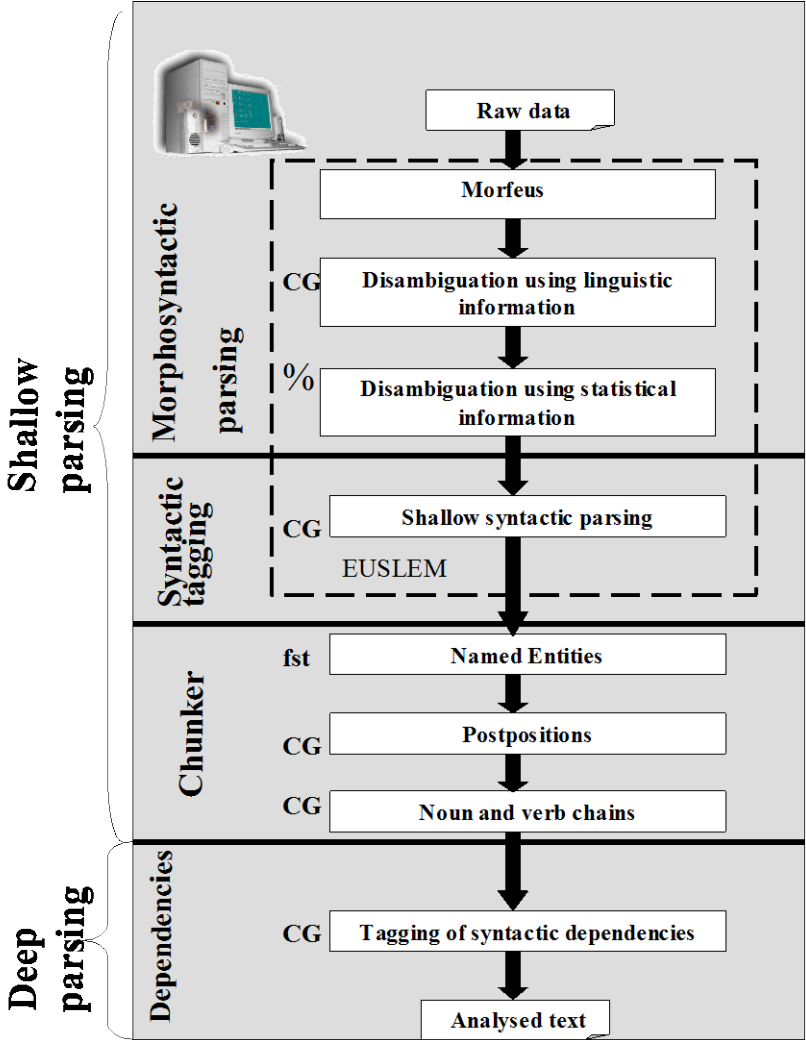 Shallow
parsing
Raw data
Morphosyntactic
parsing
Morfeus
CG
Disambiguation using linguistic
information
%
Disambiguation using statistical
information
Syntactic
tagging
CG
Shallow syntactic parsing
EUSLEM
Chunker
fst
Named Entities
CG
Postpositions
CG
Noun and verb chains
Deep
parsing
Dependencies
CG
Tagging of syntactic dependencies
Analysed text